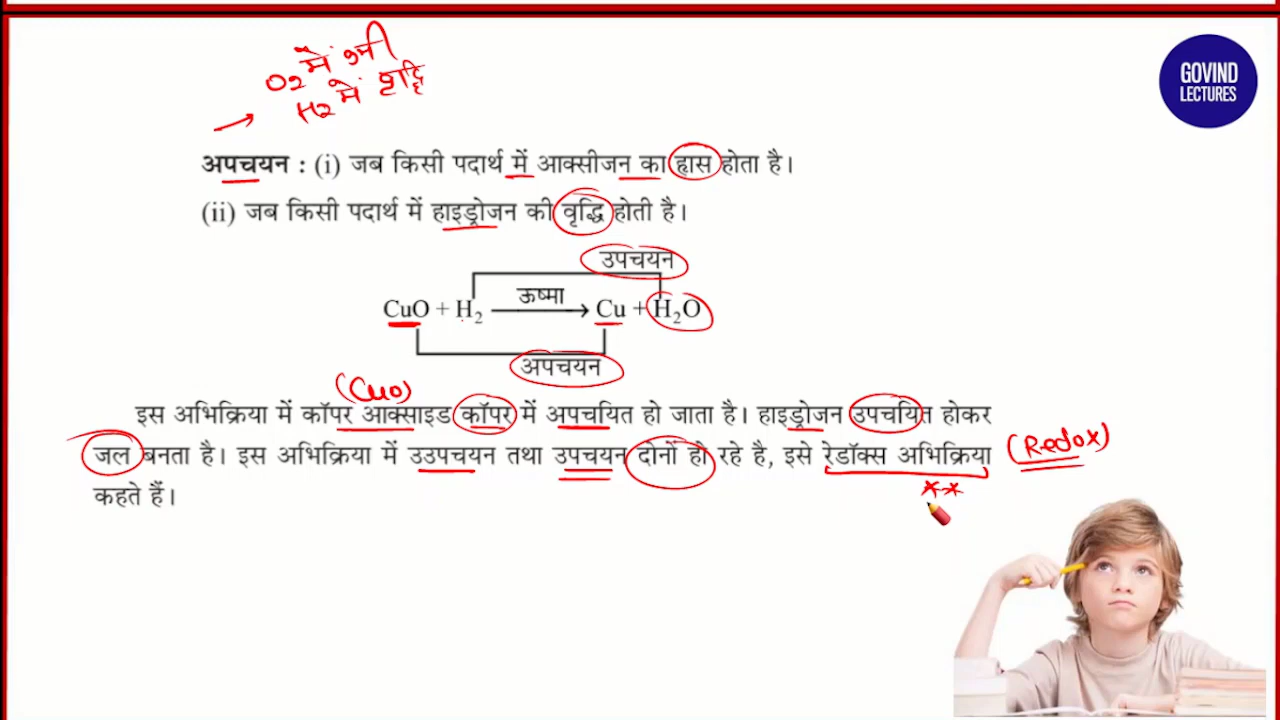 O2 में कमी
H2 में वृद्धि
GOVIND
LECTURES
अपचयन : (i) जब किसी पदार्थ में आक्सीजन का ह्रास होता है।
(ii) जब किसी पदार्थ में हाइड्रोजन की वृद्धि होती है।
उपचयन
CuO + H₂ ऊष्मा → Cu + H₂O
अपचयन
(CuO)
इस अभिक्रिया में कॉपर आक्साइड कॉपर में अपचयित हो जाता है। हाइड्रोजन उपचयित होकर
जल बनता है। इस अभिक्रिया में उउपचयन तथा उपचयन दोनों हो रहे है, इसे रेडॉक्स अभिक्रिया (Redox)
कहते हैं।